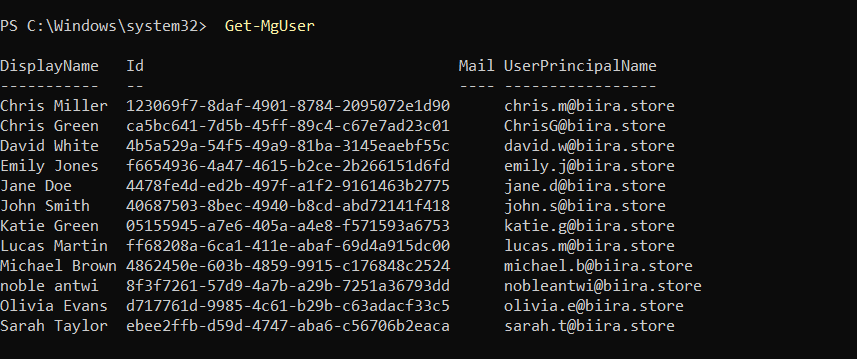 PS C:\Windows\system32>  Get-MgUser
DisplayName   Id                                   Mail UserPrincipalName
-----------   --                                   ---- -----------------
Chris Miller  123069f7-8daf-4901-8784-2095072e1d90      chris.m@biira.store
Chris Green   ca5bc641-7d5b-45ff-89c4-c67e7ad23c01      ChrisG@biira.store
David White   4b5a529a-54f5-49a9-81ba-3145eaebf55c      david.w@biira.store
Emily Jones   f6654936-4a47-4615-b2ce-2b266151d6fd      emily.j@biira.store
Jane Doe      4478fe4d-ed2b-497f-a1f2-9161463b2775      jane.d@biira.store
John Smith    40687503-8bec-4940-b8cd-abd72141f418      john.s@biira.store
Katie Green   05155945-a7e6-405a-a4e8-f571593a6753      katie.g@biira.store
Lucas Martin  ff68208a-6ca1-411e-abaf-69d4a915dc00      lucas.m@biira.store
Michael Brown 4862450e-603b-4859-9915-c176848c2524      michael.b@biira.store
noble antwi   8f3f7261-57d9-4a7b-a29b-7251a36793dd      nobleantwi@biira.store
Olivia Evans  d717761d-9985-4c61-b29b-c63adacf33c5      olivia.e@biira.store
Sarah Taylor  ebee2ffb-d59d-4747-aba6-c56706b2eaca      sarah.t@biira.store